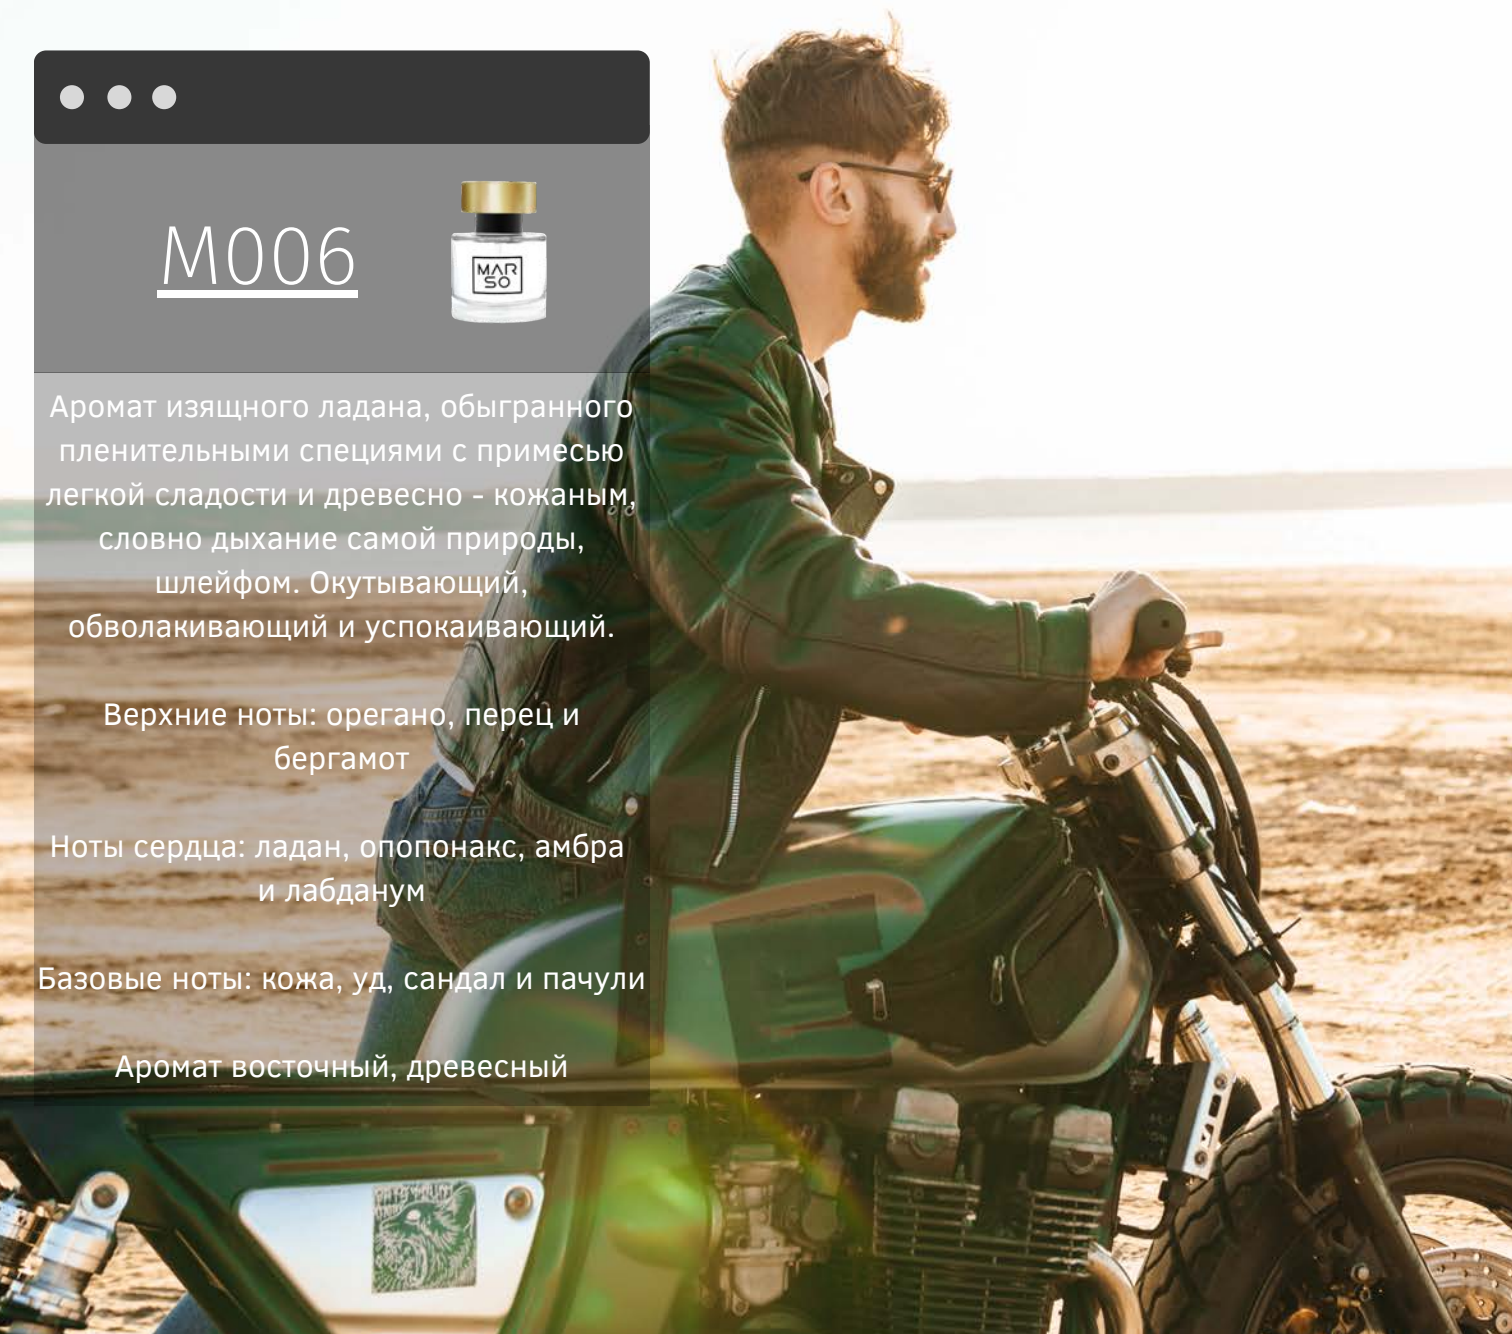 M006
MAR
SO
Аромат изящного ладана, обыгранного
пленительными специями с примесью
легкой сладости и древесно - кожаным,
словно дыхание самой природы,
шлейфом. Окутывающий,
обволакивающий и успокаивающий.
Верхние ноты: орегано, перец и
бергамот
Ноты сердца: ладан, опопонакс, амбра
и лабданум
Базовые ноты: кожа, уд, сандал и пачули
Аромат восточный, древесный